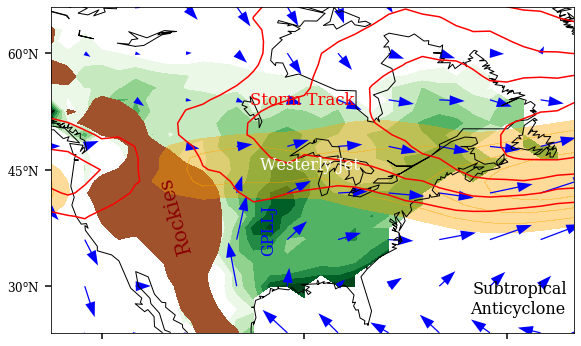 60°N
Storm Track
Westerly Jet
45°N
Rockies
GPLLJ
30°N
Subtropical
Anticyclone